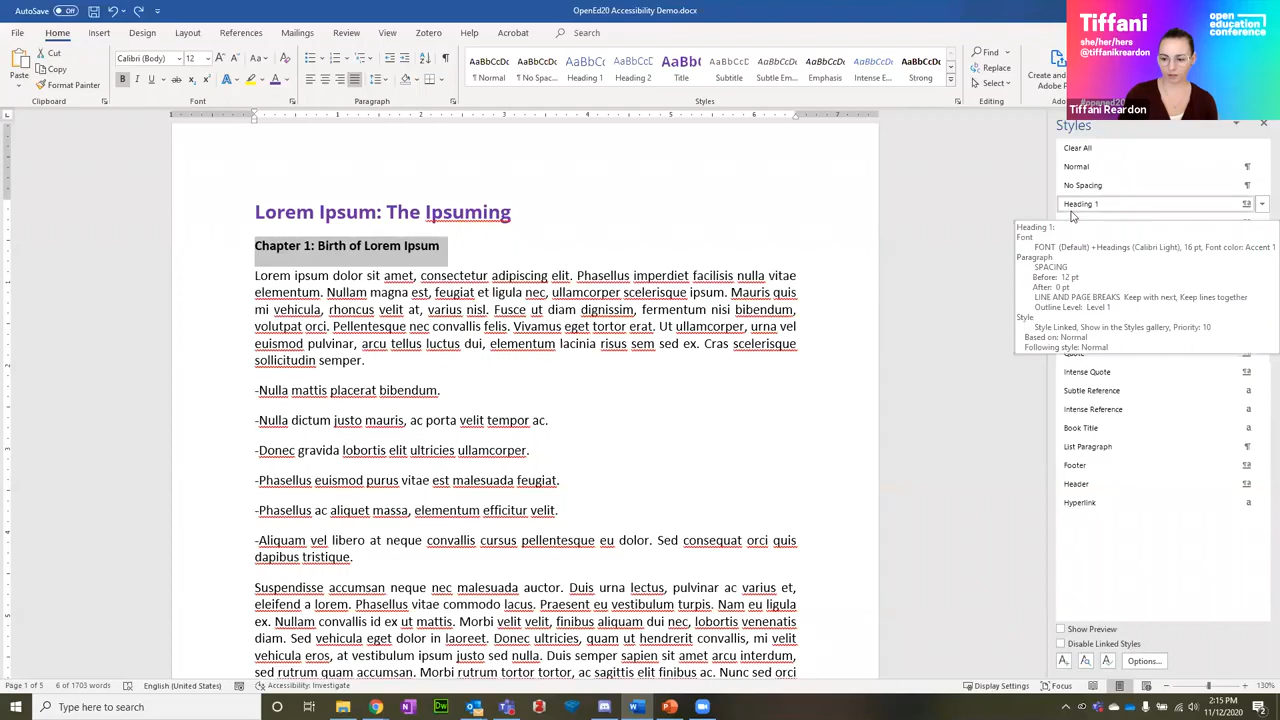 AutoSave Off
OpenEd20 Accessibility Demo.docx
File Home Insert Design Layout References Mailings Review View Zotero Help Acrobat Search
Paste
Cut
Copy
Format Painter
Clipboard
Calibri (Body) 12
Font
Paragraph
AaBbCcDc AaBbCcDc AaBbCc AaBbCcD AaBb AaBbCcD AaBbCcDc AaBbCcDc AaBbCcDc AaBbCcDc
¶ Normal ¶ No Spac... Heading 1 Heading 2 Title Subtitle Subtle Em... Emphasis Intense E... Strong
Styles
Find
Replace
Select
Editing
Create and
Tiffani
she/her/hers
@tiffanikreardon
open
education
conference
#opened20
Tiffani Reardon
Styles
Clear All
Normal
No Spacing
Heading 1
Heading 1:
Font
FONT (Default) +Headings (Calibri Light), 16 pt, Font color: Accent 1
Paragraph
SPACING
Before: 12 pt
After: 0 pt
LINE AND PAGE BREAKS Keep with next, Keep lines together
Outline Level: Level 1
Style
Style Linked, Show in the Styles gallery, Priority: 10
Based on: Normal
Following style: Normal
Quote
Intense Quote
Subtle Reference
Intense Reference
Book Title
List Paragraph
Footer
Header
Hyperlink
Show Preview
Disable Linked Styles
Options...
Lorem Ipsum: The Ipsuming
Chapter 1: Birth of Lorem Ipsum
Lorem ipsum dolor sit amet, consectetur adipiscing elit. Phasellus imperdiet facilisis nulla vitae
elementum. Nullam magna est, feugiat et ligula nec, ullamcorper scelerisque ipsum. Mauris quis
mi vehicula, rhoncus velit at, varius nisl. Fusce ut diam dignissim, fermentum nisi bibendum,
volutpat orci. Pellentesque nec convallis felis. Vivamus eget tortor erat. Ut ullamcorper, urna vel
euismod pulvinar, arcu tellus luctus dui, elementum lacinia risus sem sed ex. Cras scelerisque
sollicitudin semper.
-Nulla mattis placerat bibendum.
-Nulla dictum justo mauris, ac porta velit tempor ac.
-Donec gravida lobortis elit ultricies ullamcorper.
-Phasellus euismod purus vitae est malesuada feugiat.
-Phasellus ac aliquet massa, elementum efficitur velit.
-Aliquam vel libero at neque convallis cursus pellentesque eu dolor. Sed consequat orci quis
dapibus tristique.
Suspendisse accumsan neque nec malesuada auctor. Duis urna lectus, pulvinar ac varius et,
eleifend a lorem. Phasellus vitae commodo lacus. Praesent eu vestibulum turpis. Nam eu ligula
ex. Nullam convallis id ex ut mattis. Morbi velit velit, finibus aliquam dui nec, lobortis venenatis
diam. Sed vehicula eget dolor in laoreet. Donec ultricies, quam ut hendrerit convallis, mi velit
vehicula eros, at vestibulum ipsum justo sed nulla. Duis semper sapien sit amet arcu interdum,
sed rutrum quam accumsan. Morbi rutrum tortor tortor, ac sagittis elit finibus ac. Nunc sed orci
Page 1 of 5 6 of 1703 words English (United States) Accessibility: Investigate
Display Settings Focus 130%
Type here to search
2:15 PM
11/12/2020